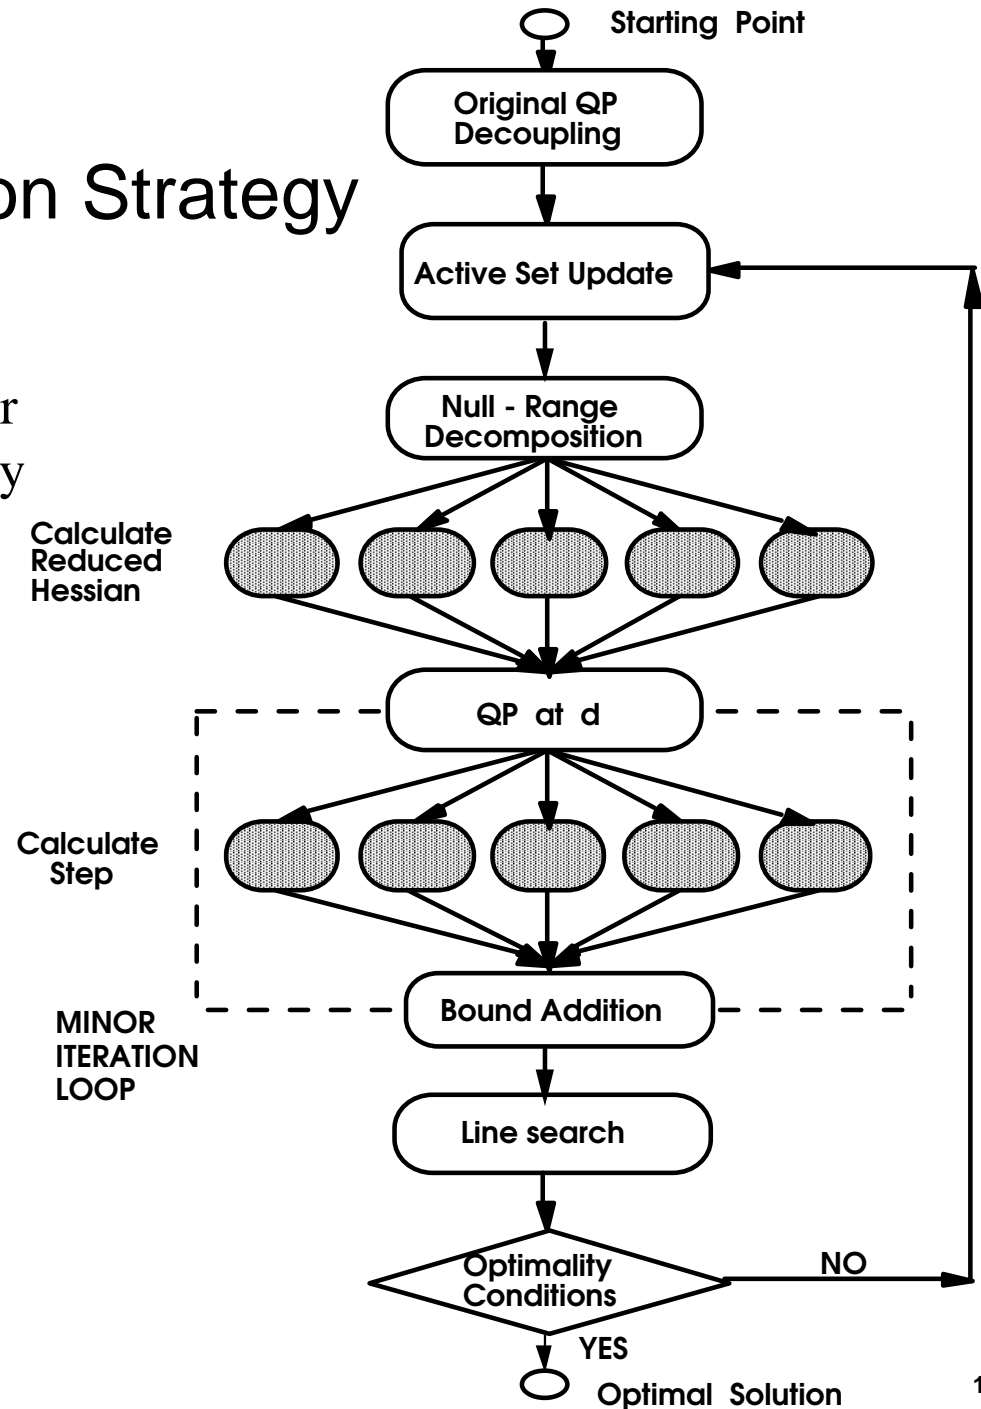 Starting Point
Original QP
Decoupling
on Strategy
Active Set Update
r
y
Null - Range
Decomposition
Calculate
Reduced
Hessian
QP at d
Calculate
Step
Bound Addition
MINOR
ITERATION
LOOP
Line search
Optimality
Conditions
NO
YES
Optimal Solution
1